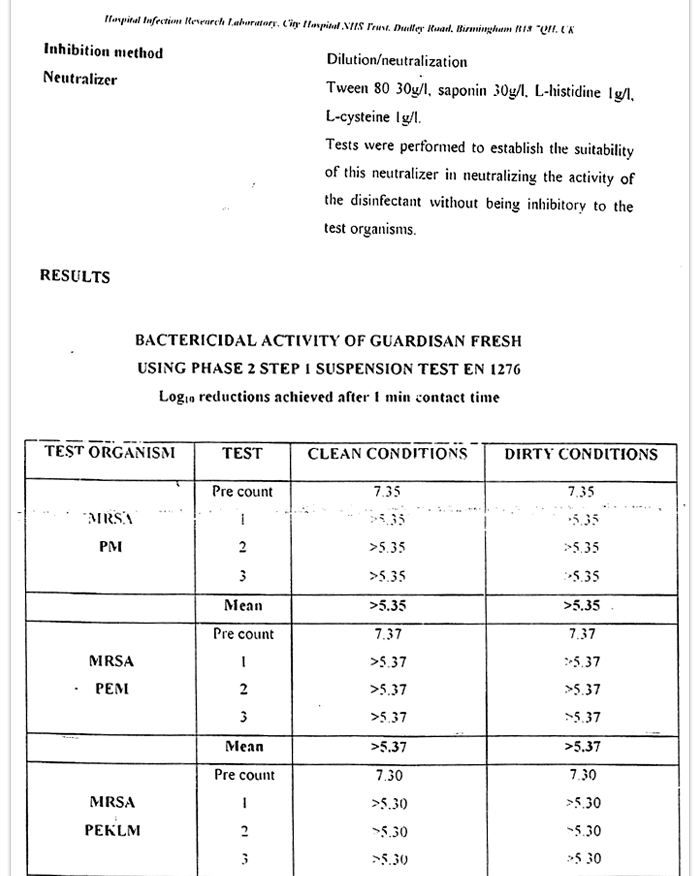 Hospital Infection Research Laboratory, City Hospital NHS Trust, Dudley Road, Birmingham B18 7QH, UK
Inhibition method Dilution/neutralization
Neutralizer Tween 80 30g/l, saponin 30g/l, L-histidine 1g/l,
L-cysteine 1g/l.
Tests were performed to establish the suitability
of this neutralizer in neutralizing the activity of
the disinfectant without being inhibitory to the
test organisms.
RESULTS
BACTERICIDAL ACTIVITY OF GUARDISAN FRESH
USING PHASE 2 STEP 1 SUSPENSION TEST EN 1276
Log₁₀ reductions achieved after 1 min contact time
TEST ORGANISM TEST CLEAN CONDITIONS DIRTY CONDITIONS
Pre count 7.35 7.35
MRSA 1 >5.35 >5.35
PM 2 >5.35 >5.35
3 >5.35 >5.35
Mean >5.35 >5.35
Pre count 7.37 7.37
MRSA 1 >5.37 >5.37
PEM 2 >5.37 >5.37
3 >5.37 >5.37
Mean >5.37 >5.37
Pre count 7.30 7.30
MRSA 1 >5.30 >5.30
PEKLM 2 >5.30 >5.30
3 >5.30 >5.30